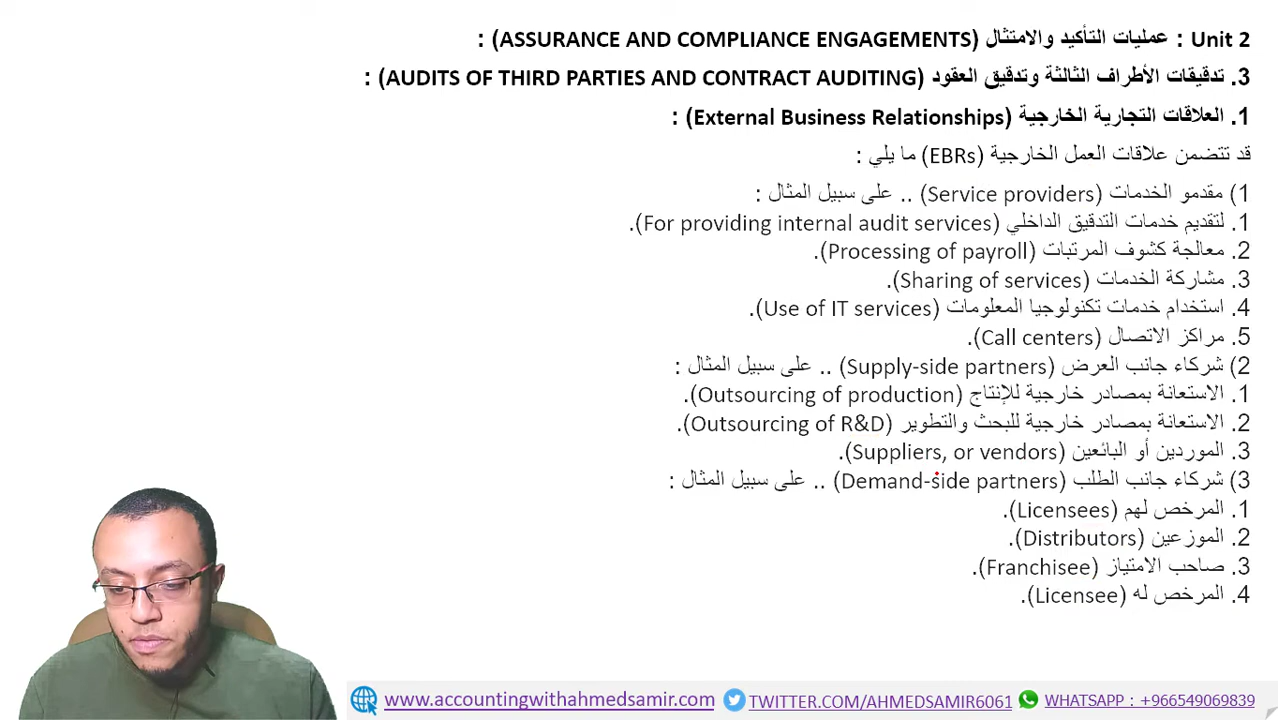 Unit 2 : عمليات التأكيد والامتثال (ASSURANCE AND COMPLIANCE ENGAGEMENTS) :
3. تدقيقات الأطراف الثالثة وتدقيق العقود (AUDITS OF THIRD PARTIES AND CONTRACT AUDITING) :
1. العلاقات التجارية الخارجية (External Business Relationships) :
قد تتضمن علاقات العمل الخارجية (EBRs) ما يلي :
1) مقدمو الخدمات (Service providers) .. على سبيل المثال :
1. لتقديم خدمات التدقيق الداخلي (For providing internal audit services).
2. معالجة كشوف المرتبات (Processing of payroll).
3. مشاركة الخدمات (Sharing of services).
4. استخدام خدمات تكنولوجيا المعلومات (Use of IT services).
5. مراكز الاتصال (Call centers).
2) شركاء جانب العرض (Supply-side partners) .. على سبيل المثال :
1. الاستعانة بمصادر خارجية للإنتاج (Outsourcing of production).
2. الاستعانة بمصادر خارجية للبحث والتطوير (Outsourcing of R&D).
3. الموردين أو البائعين (Suppliers, or vendors).
3) شركاء جانب الطلب (Demand-side partners) .. على سبيل المثال :
1. المرخص لهم (Licensees).
2. الموزعين (Distributors).
3. صاحب الامتياز (Franchisee).
4. المرخص له (Licensee).
www.accountingwithahmedsamir.com TWITTER.COM/AHMEDSAMIR6061 WHATSAPP : +966549069839